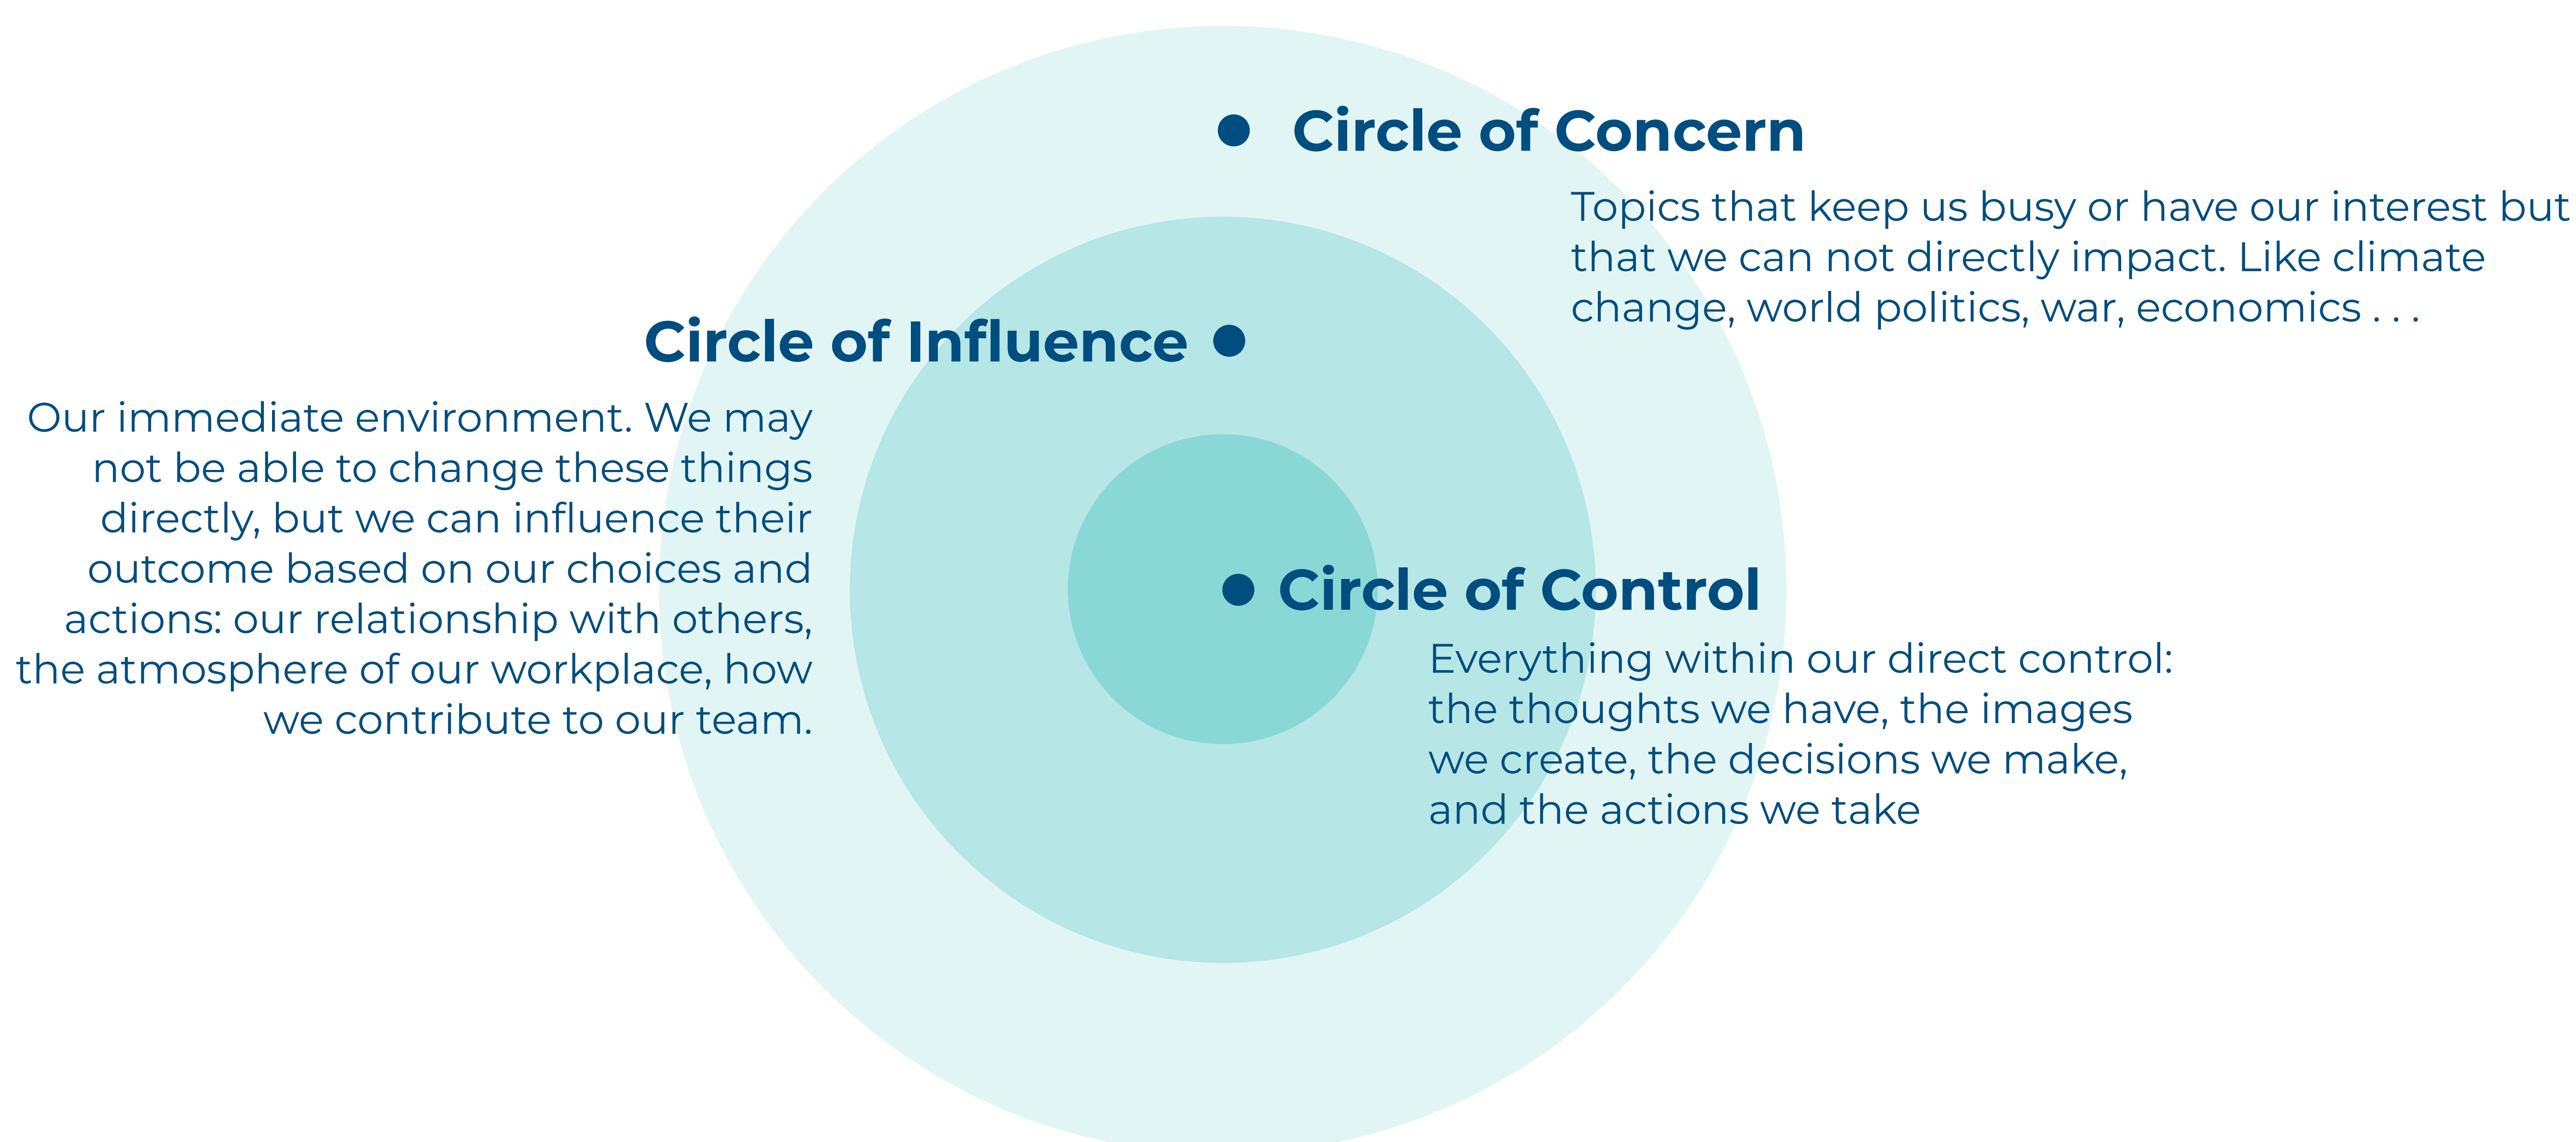 Circle of Concern
Topics that keep us busy or have our interest but
that we can not directly impact. Like climate
change, world politics, war, economics . . .
Circle of Influence
Our immediate environment. We may
not be able to change these things
directly, but we can influence their
outcome based on our choices and
actions: our relationship with others,
the atmosphere of our workplace, how
we contribute to our team.
Circle of Control
Everything within our direct control:
the thoughts we have, the images
we create, the decisions we make,
and the actions we take